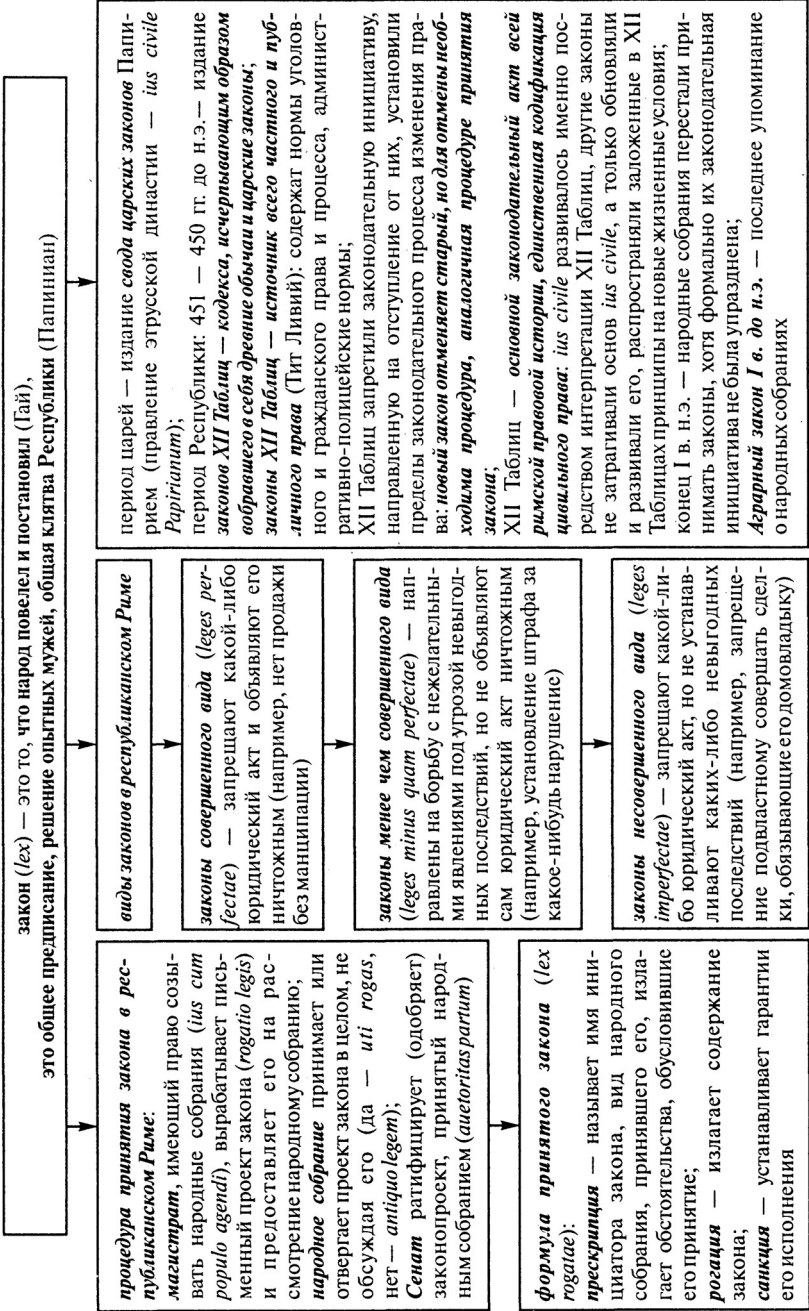 закон (lex) — это то, что народ повелел и постановил (Гай),
это общее предписание, решение опытных мужей, общая клятва Республики (Папиниан)
процедура принятия закона в рес-
публиканском Риме:
магистрат, имеющий право созы-
вать народные собрания (ius cum
populo agendi), вырабатывает пись-
менный проект закона (rogatio legis)
и предоставляет его на рас-
смотрение народному собранию;
народное собрание принимает или
отвергает проект закона в целом, не
обсуждая его (да — uti rogas,
нет — antiquo legem);
Сенат ратифицирует (одобряет)
законопроект, принятый народ-
ным собранием (auetoritas partum)
формула принятого закона (lex
rogatae):
прескрипция — называет имя ини-
циатора закона, вид народного
собрания, принявшего его, изла-
гает обстоятельства, обусловившие
его принятие;
рогация — излагает содержание
закона;
санкция — устанавливает гарантии
его исполнения
виды законов в республиканском Риме
законы совершенного вида (leges per-
fectae) — запрещают какой-либо
юридический акт и объявляют его
ничтожным (например, нет продажи
без манципации)
законы менее чем совершенного вида
(leges minus quam perfectae) — нап-
равлены на борьбу с нежелательны-
ми явлениями под угрозой невыгод-
ных последствий, но не объявляют
сам юридический акт ничтожным
(например, установление штрафа за
какое-нибудь нарушение)
законы несовершенного вида (leges
imperfectae) — запрещают какой-ли-
бо юридический акт, но не устанав-
ливают каких-либо невыгодных
последствий (например, запреще-
ние подвластному совершать сдел-
ки, обязывающие его домовладыку)
период царей — издание свода царских законов Папи-
рием (правление этрусской династии — ius civile
Papirianum);
период Республики: 451 — 450 гг. до н.э.— издание
законов XII Таблиц — кодекса, исчерпывающим образом
вобравшего в себя древние обычаи и царские законы;
законы XII Таблиц — источник всего частного и пуб-
личного права (Тит Ливий): содержат нормы уголов-
ного и гражданского права и процесса, админист-
ративно-полицейские нормы;
XII Таблиц запретили законодательную инициативу,
направленную на отступление от них, установили
пределы законодательного процесса изменения пра-
ва: новый закон отменяет старый, но для отмены необ-
ходима процедура, аналогичная процедуре принятия
закона;
XII Таблиц — основной законодательный акт всей
римской правовой истории, единственная кодификация
цивильного права: ius civile развивалось именно пос-
редством интерпретации XII Таблиц, другие законы
не затрагивали основ ius civile, а только обновляли
и развивали его, распространяли заложенные в XII
Таблицах принципы на новые жизненные условия;
конец I в. н.э. — народные собрания перестали при-
нимать законы, хотя формально их законодательная
инициатива не была упразднена;
Аграрный закон I в. до н.э. — последнее упоминание
о народных собраниях